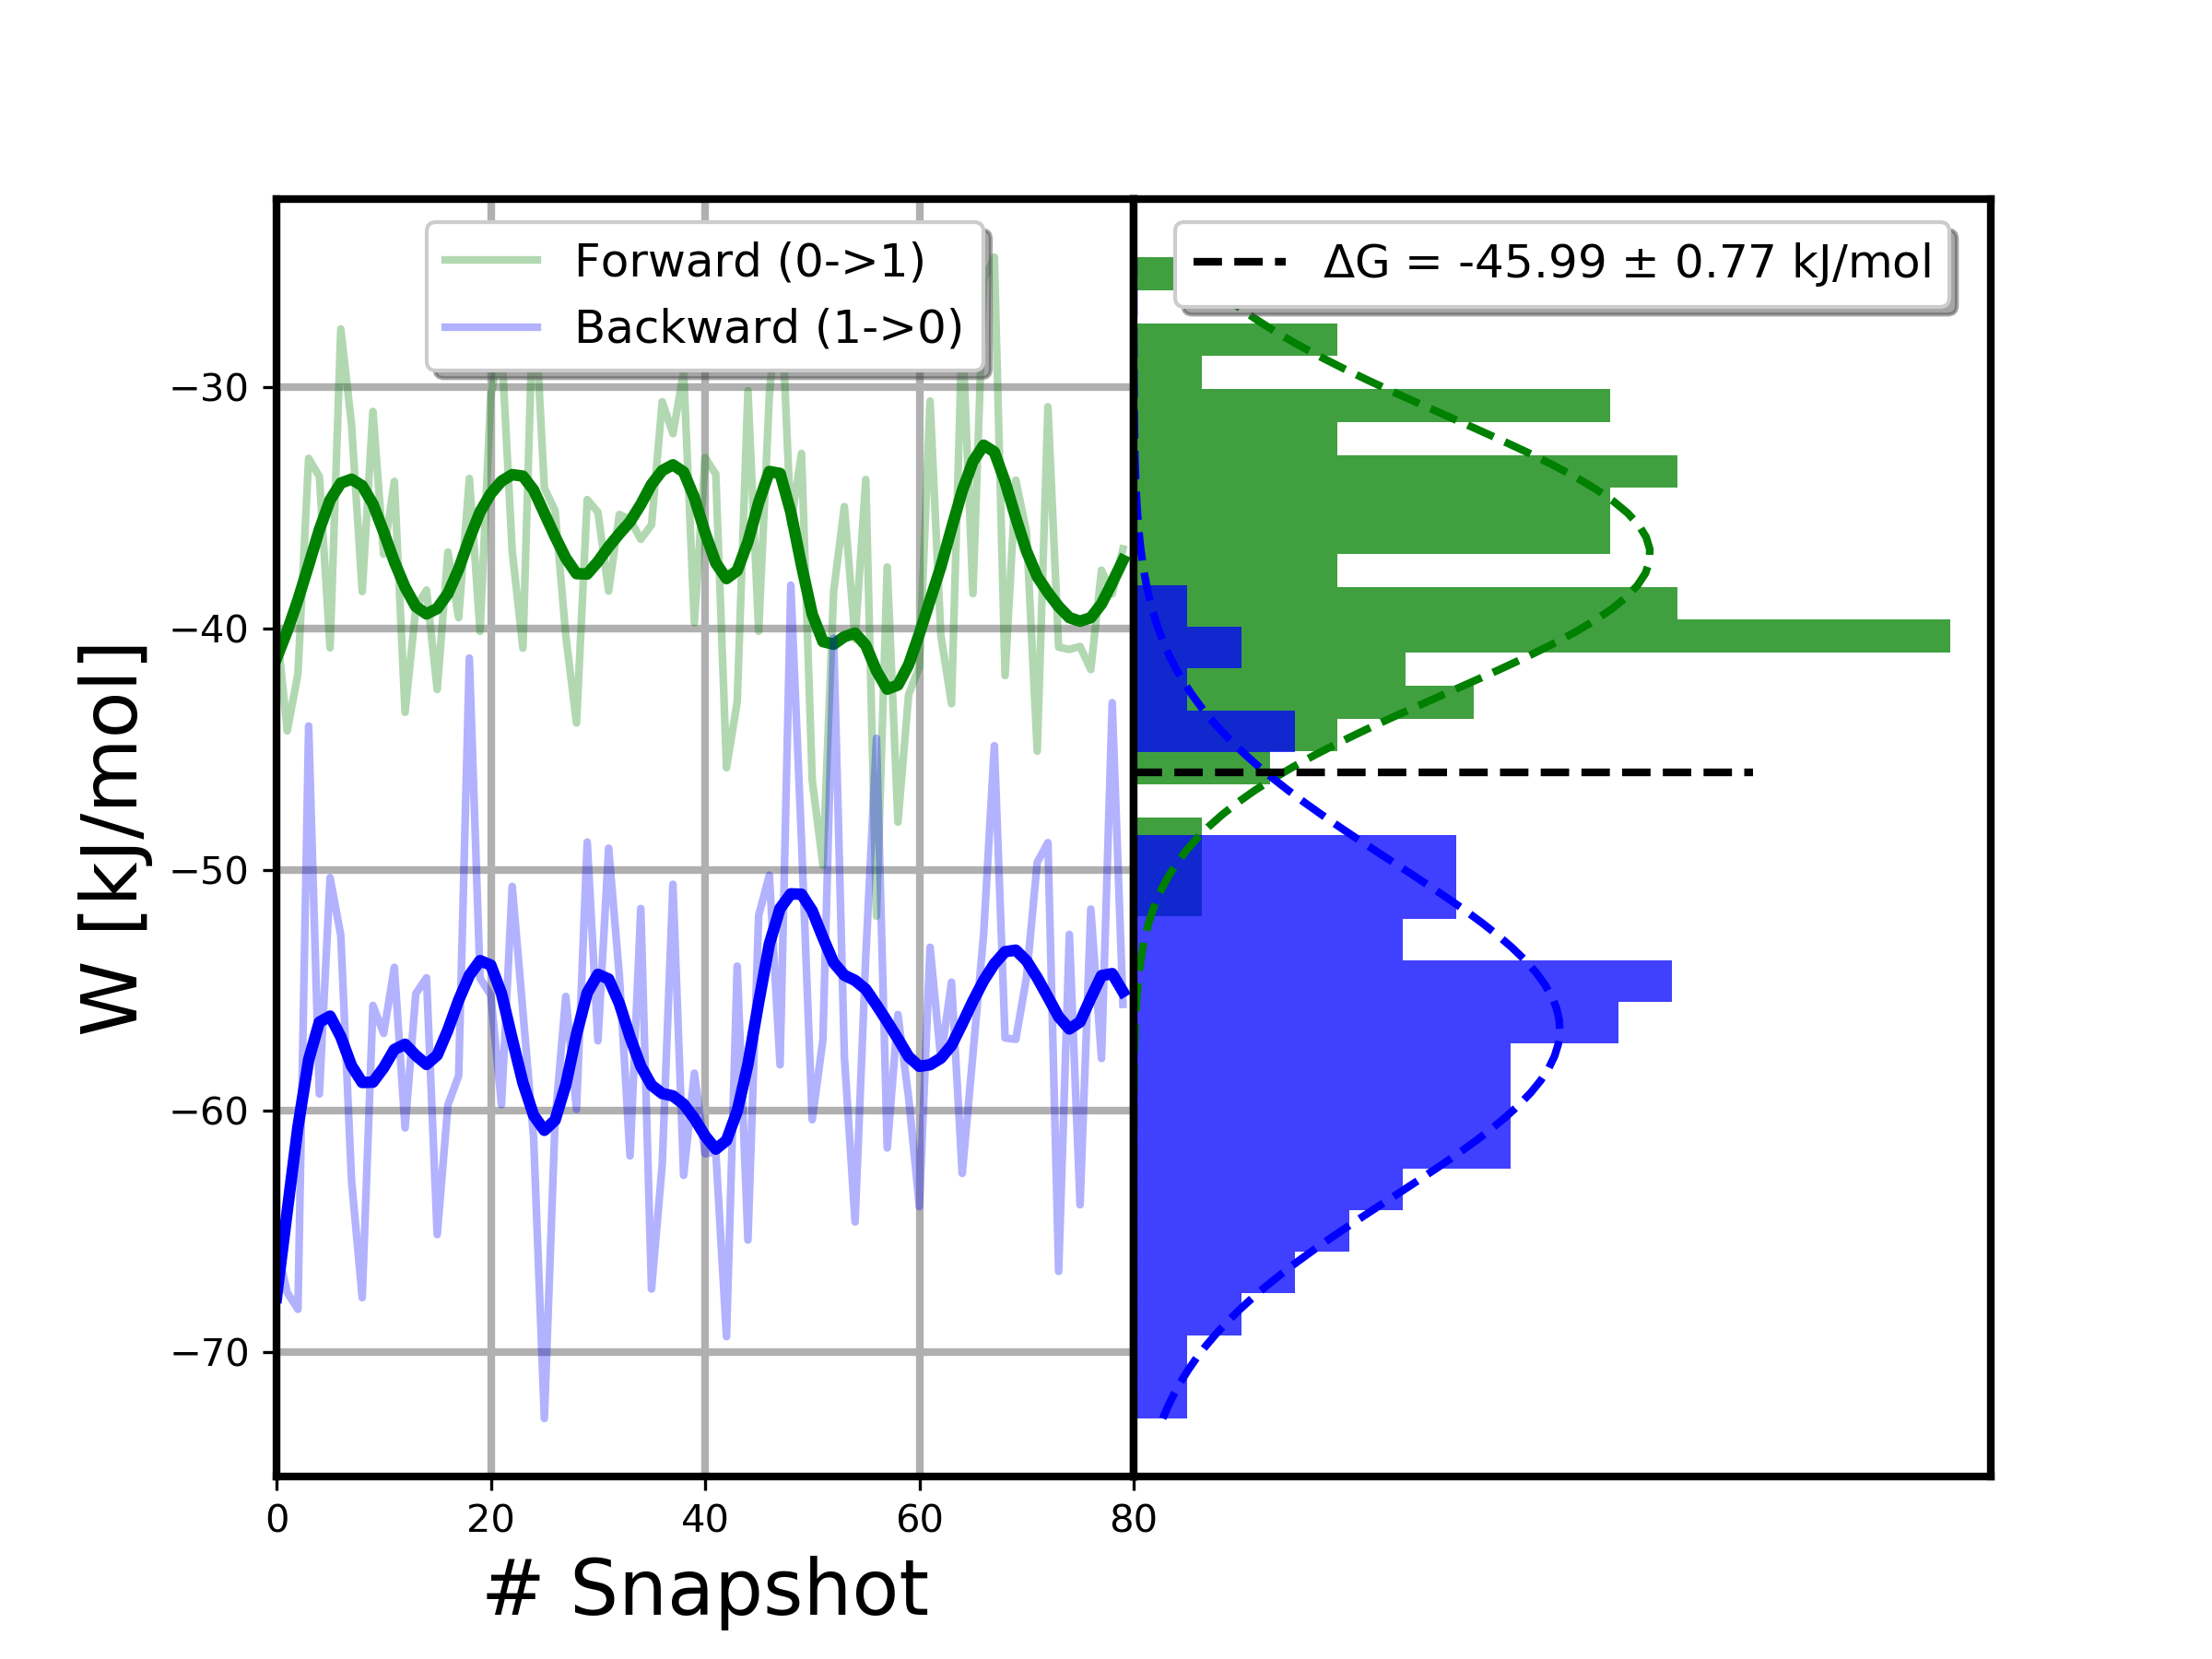 Forward (0->1)
Backward (1->0)
ΔG = -45.99 ± 0.77 kJ/mol
W [kJ/mol]
−30
−40
−50
−60
−70
0 20 40 60 80
# Snapshot